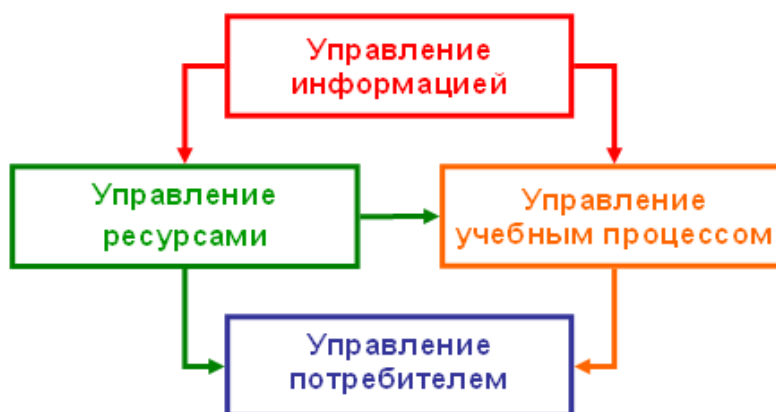 Управление
информацией
Управление
ресурсами
Управление
учебным процессом
Управление
потребителем